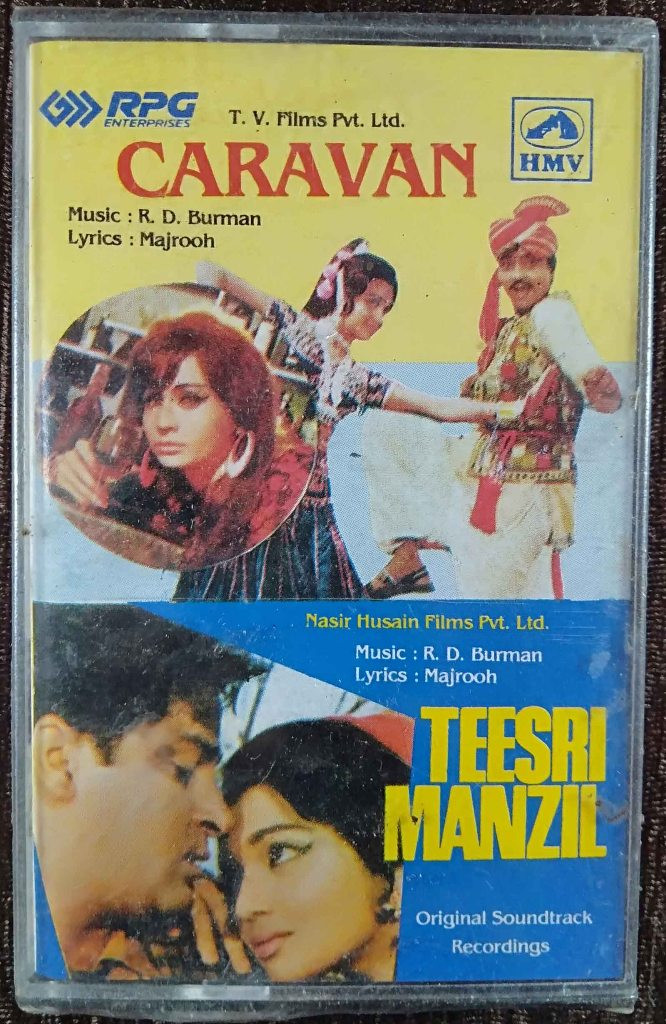 RPG
ENTERPRISES
T. V. Films Pvt. Ltd.
HMV
CARAVAN
Music : R. D. Burman
Lyrics : Majrooh
Nasir Husain Films Pvt. Ltd.
Music : R. D. Burman
Lyrics : Majrooh
TEESRI
MANZIL
Original Soundtrack
Recordings